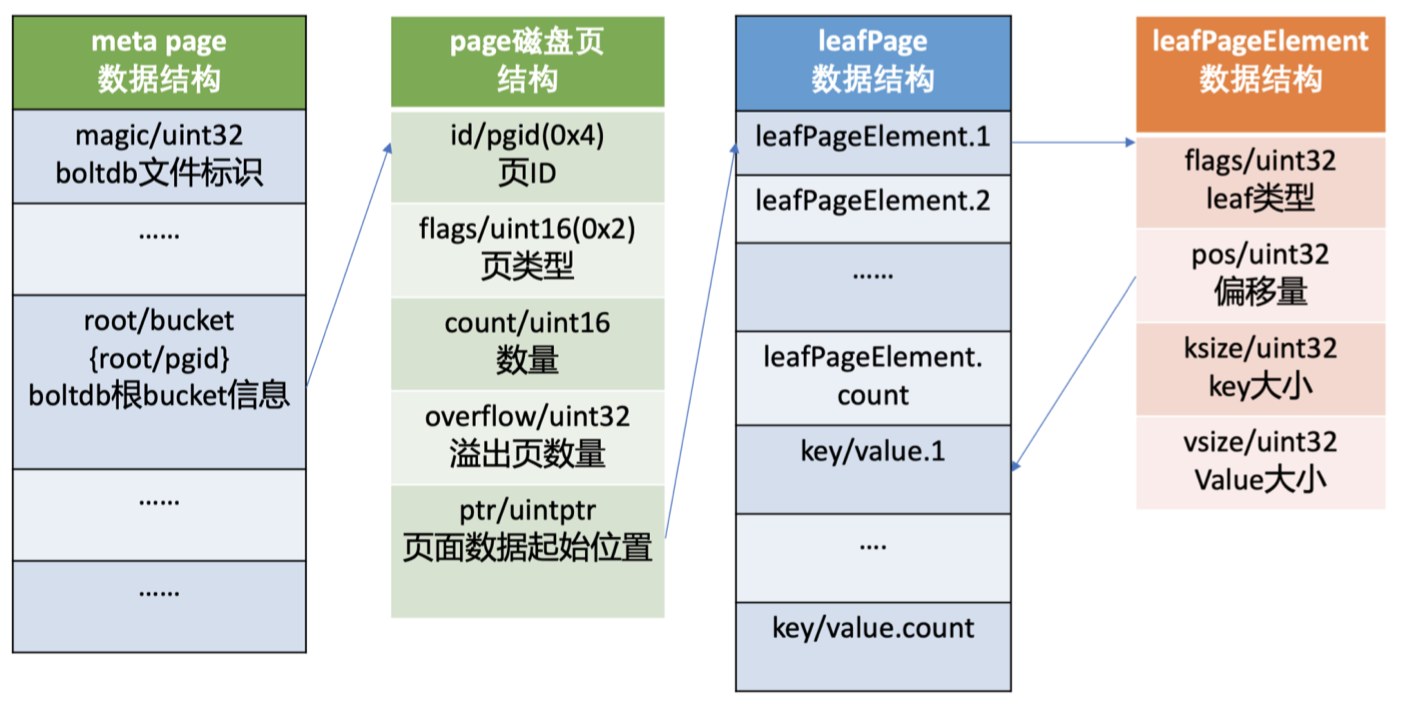 meta page
数据结构
magic/uint32
boltdb文件标识
......
root/bucket
{root/pgid}
boltdb根bucket信息
......
......
page磁盘页
结构
id/pgid(0x4)
页ID
flags/uint16(0x2)
页类型
count/uint16
数量
overflow/uint32
溢出页数量
ptr/uintptr
页面数据起始位置
leafPage
数据结构
leafPageElement.1
leafPageElement.2
......
leafPageElement.
count
key/value.1
....
key/value.count
leafPageElement
数据结构
flags/uint32
leaf类型
pos/uint32
偏移量
ksize/uint32
key大小
vsize/uint32
Value大小